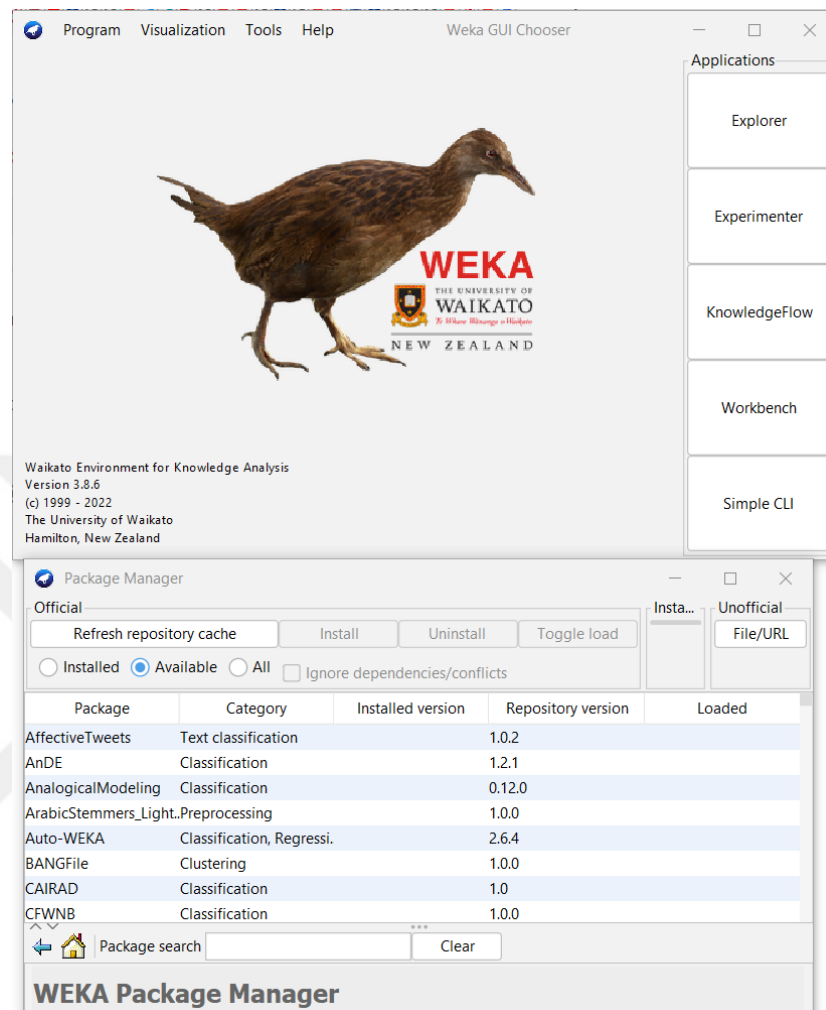 Program Visualization Tools Help Weka GUI Chooser
Applications
Explorer
Experimenter
KnowledgeFlow
Workbench
Simple CLI
WEKA
THE UNIVERSITY OF
WAIKATO
Te Whare Wānanga o Waikato
NEW ZEALAND
Waikato Environment for Knowledge Analysis
Version 3.8.6
(c) 1999 - 2022
The University of Waikato
Hamilton, New Zealand
Package Manager
Official Insta... Unofficial
Refresh repository cache Install Uninstall Toggle load File/URL
Installed Available All Ignore dependencies/conflicts
Package Category Installed version Repository version Loaded
AffectiveTweets Text classification 1.0.2
AnDE Classification 1.2.1
AnalogicalModeling Classification 0.12.0
ArabicStemmers_Light.. Preprocessing 1.0.0
Auto-WEKA Classification, Regressi. 2.6.4
BANGFile Clustering 1.0.0
CAIRAD Classification 1.0
CFWNB Classification 1.0.0
Package search Clear
WEKA Package Manager